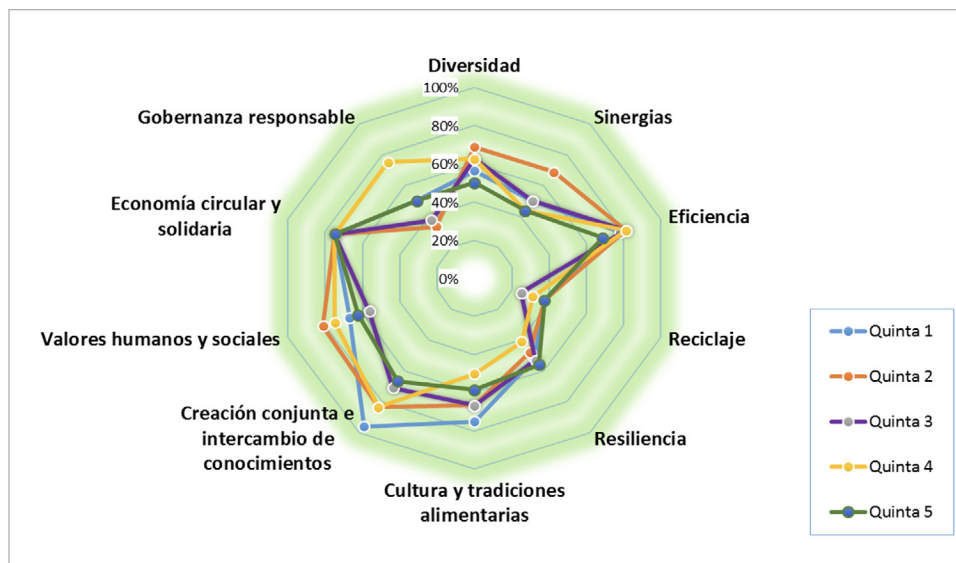 Diversidad
100%
80%
60%
40%
20%
0%
Sinergias
Eficiencia
Reciclaje
Resiliencia
Cultura y tradiciones
alimentarias
Creación conjunta e
intercambio de
conocimientos
Valores humanos y sociales
Economía circular y
solidaria
Gobernanza responsable
Quinta 1
Quinta 2
Quinta 3
Quinta 4
Quinta 5